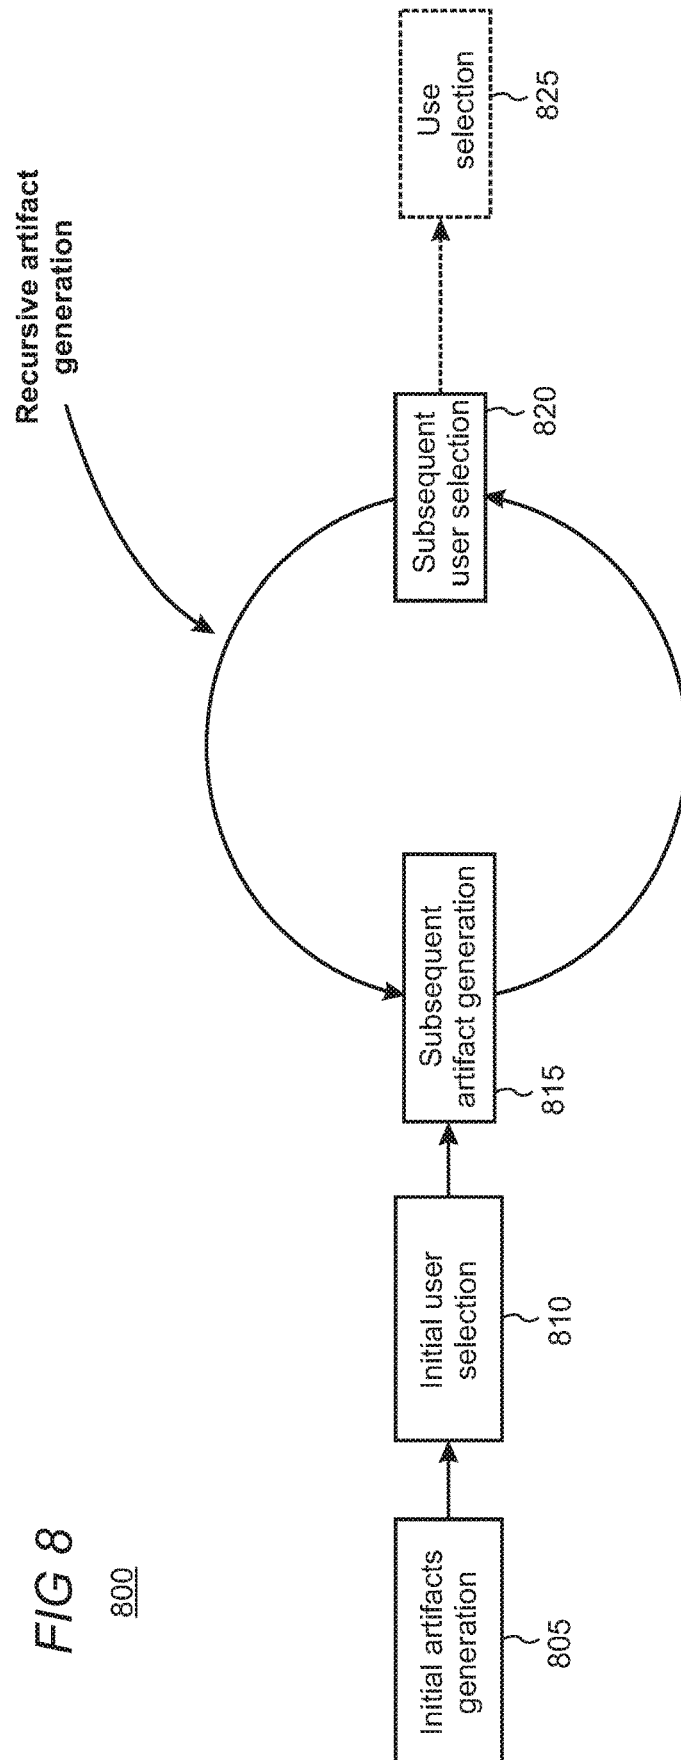 FIG 8
800
Recursive artifact
generation
Initial artifacts
generation
805
Initial user
selection
810
Subsequent
artifact generation
815
Subsequent
user selection
820
Use
selection
825